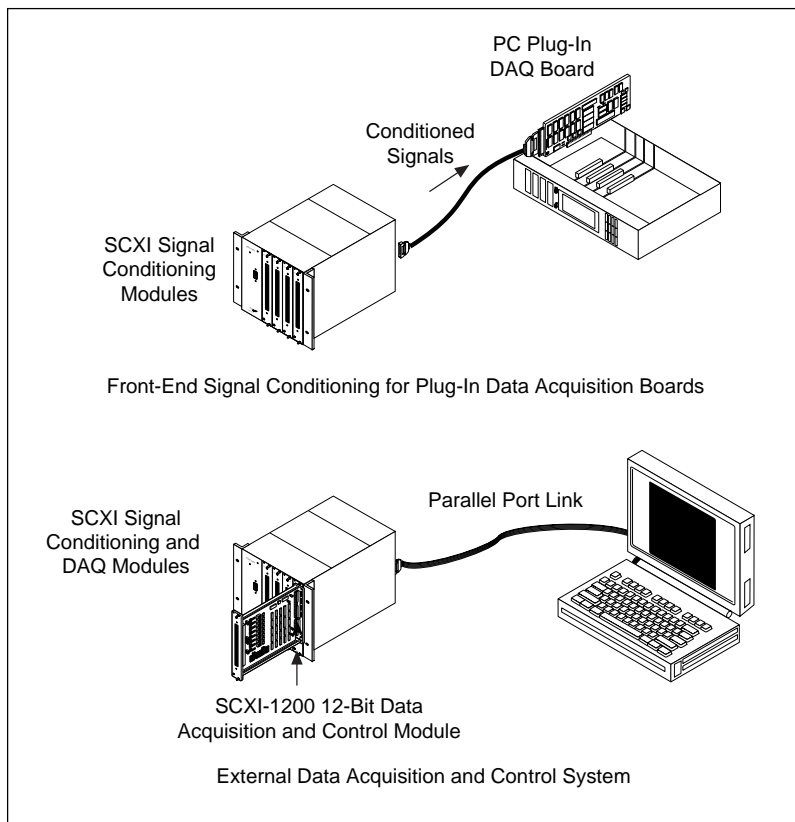 PC Plug-In
DAQ Board
Conditioned
Signals
SCXI Signal
Conditioning
Modules
Front-End Signal Conditioning for Plug-In Data Acquisition Boards
Parallel Port Link
SCXI Signal
Conditioning and
DAQ Modules
SCXI-1200 12-Bit Data
Acquisition and Control Module
External Data Acquisition and Control System